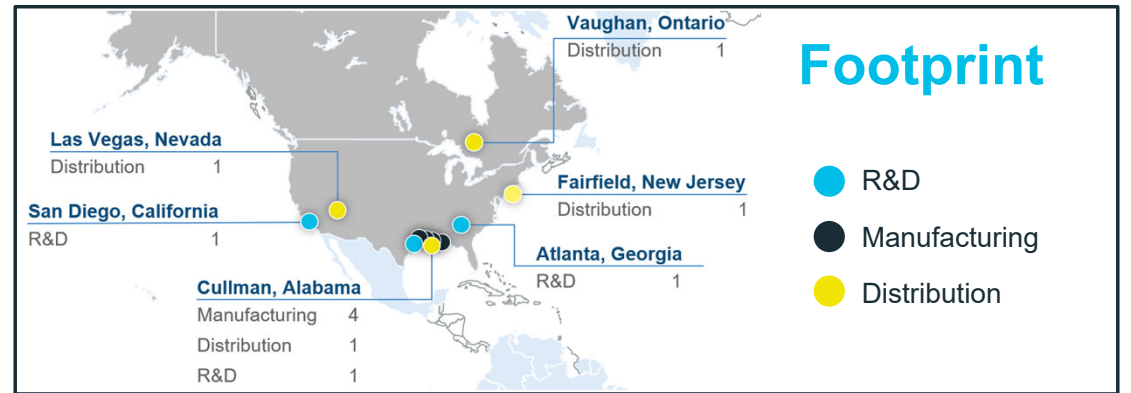 Footprint
Vaughan, Ontario
Distribution 1
Las Vegas, Nevada
Distribution 1
San Diego, California
R&D 1
Fairfield, New Jersey
Distribution 1
Atlanta, Georgia
R&D 1
Cullman, Alabama
Manufacturing 4
Distribution 1
R&D 1
R&D
Manufacturing
Distribution